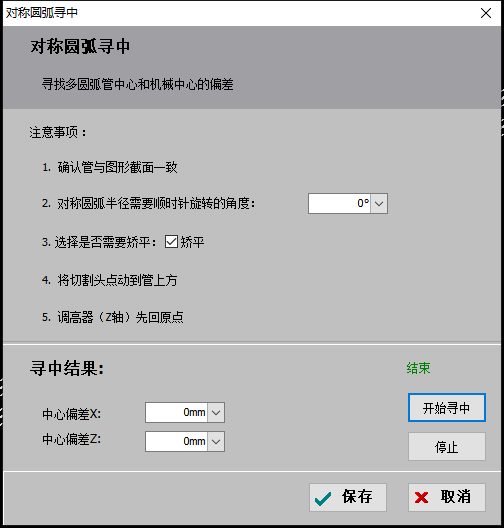 对称圆弧寻中
对称圆弧寻中
寻找多圆弧管中心和机械中心的偏差
注意事项：
1. 确认管与图形截面一致
2. 对称圆弧半径需要顺时针旋转的角度： 0°
3. 选择是否需要矫平： 矫平
4. 将切割头点动到管上方
5. 调高器（Z轴）先回原点
寻中结果:
结束
中心偏差X: 0mm
开始寻中
中心偏差Z: 0mm
停止
保存 取消